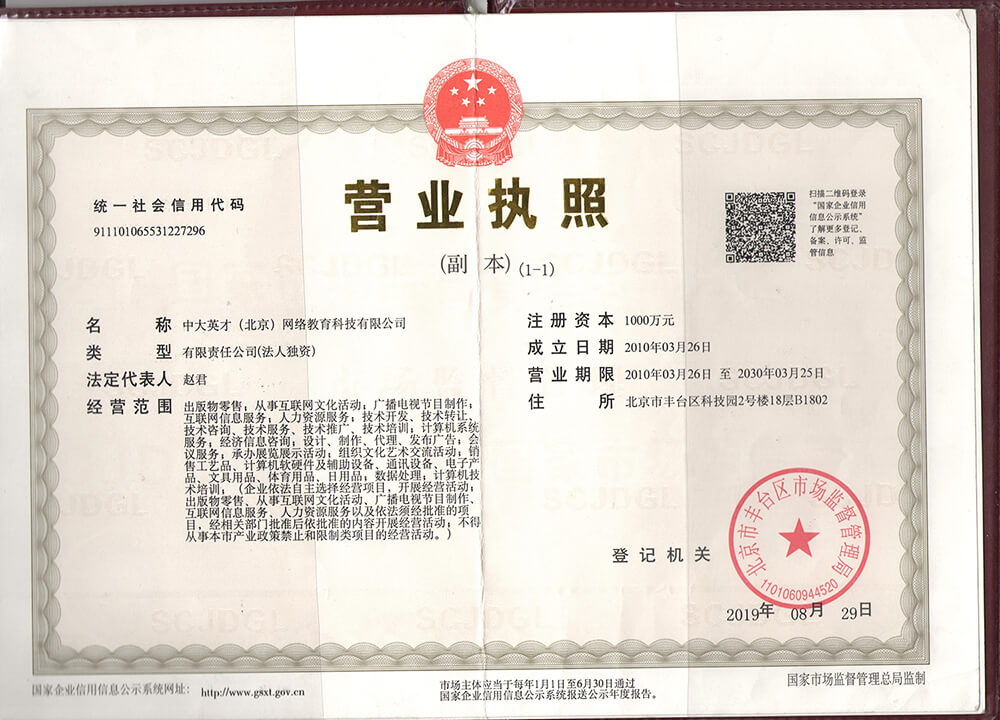 营业执照
(副 本) (1-1)
统一社会信用代码
911101065531227296
扫描二维码登录
“国家企业信用
信息公示系统”
了解更多登记、
备案、许可、监
管信息
名 称 中大英才（北京）网络教育科技有限公司
类 型 有限责任公司(法人独资)
法定代表人 赵君
经营范围 出版物零售；从事互联网文化活动；广播电视节目制作；
互联网信息服务；人力资源服务；技术开发、技术转让、
技术咨询、技术服务、技术推广、技术培训；计算机系统
服务；经济信息咨询；设计、制作、代理、发布广告；会
议服务；承办展览展示活动；组织文化艺术交流活动；销
售工艺品、计算机软硬件及辅助设备、通讯设备、电子产
品、文具用品、体育用品、日用品；数据处理；计算机技
术培训；（企业依法自主选择经营项目，开展经营活动；
出版物零售、从事互联网文化活动、广播电视节目制作、
互联网信息服务、人力资源服务以及依法须经批准的项
目，经相关部门批准后依批准的内容开展经营活动；不得
从事本市产业政策禁止和限制类项目的经营活动。）
注册资本 1000万元
成立日期 2010年03月26日
营业期限 2010年03月26日 至 2030年03月25日
住 所 北京市丰台区科技园2号楼18层B1802
登记机关
北京市丰台区市场监督管理局
1101060944520
2019年 08月 29日
国家企业信用信息公示系统网址： http://www.gsxt.gov.cn
市场主体应当于每年1月1日至6月30日通过
国家企业信用信息公示系统报送公示年度报告。
国家市场监督管理总局监制